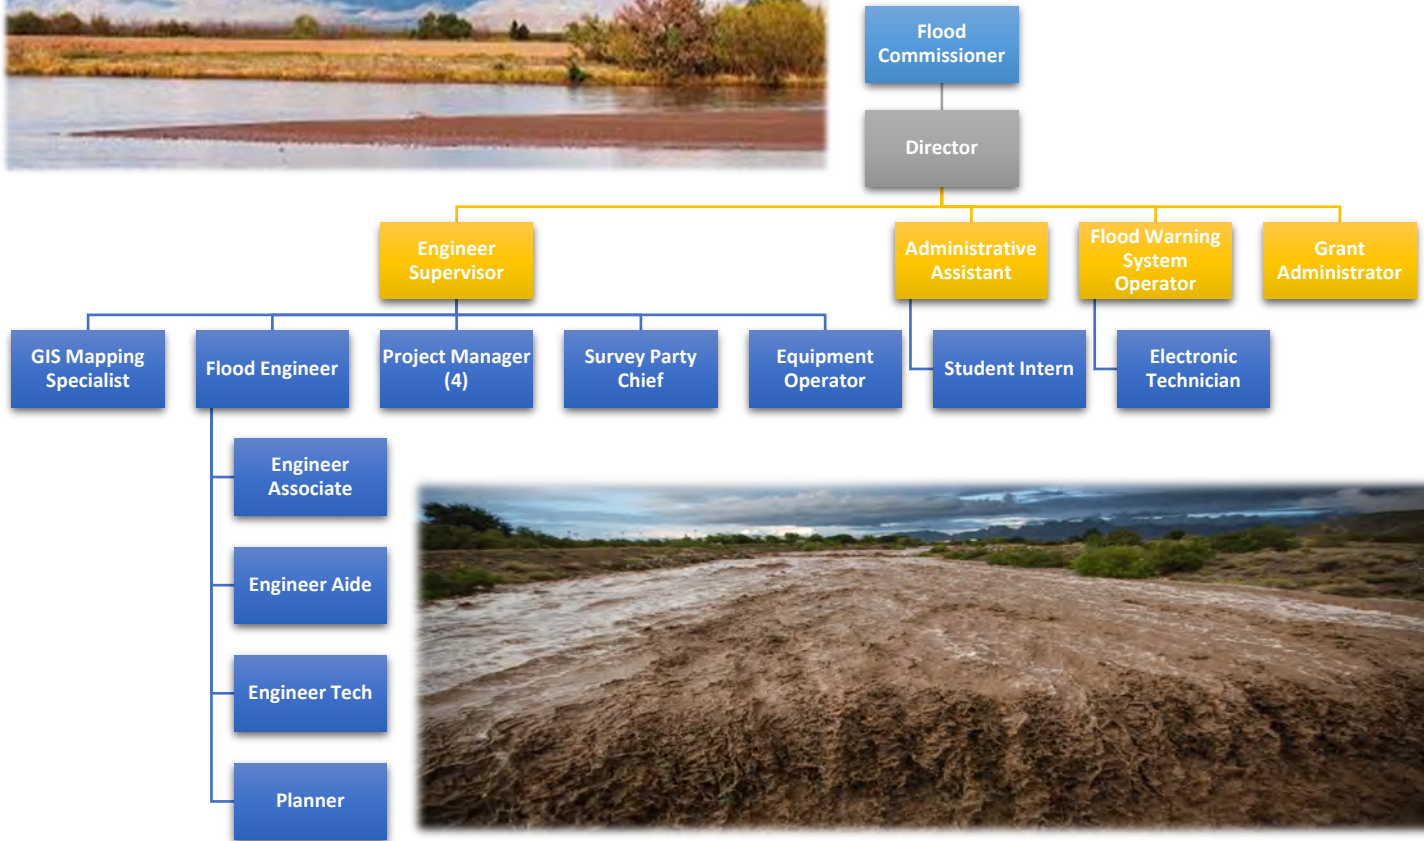 Flood
Commissioner
Director
Engineer
Supervisor
Administrative
Assistant
Flood Warning
System
Operator
Grant
Administrator
GIS Mapping
Specialist
Flood Engineer
Project Manager
(4)
Survey Party
Chief
Equipment
Operator
Student Intern
Electronic
Technician
Engineer
Associate
Engineer Aide
Engineer Tech
Planner